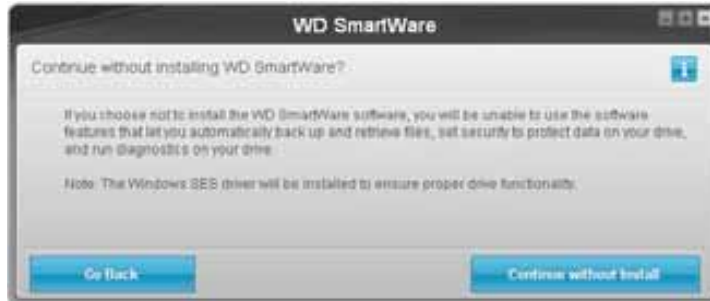 WD SmartWare
Continue without installing WD SmartWare?
If you choose not to install the WD SmartWare software, you will be unable to use the software
features that let you automatically back up and retrieve files, set security to protect data on your drive,
and run diagnostics on your drive.
Note: The Windows SES driver will be installed to ensure proper drive functionality.
Go Back
Continue without Install